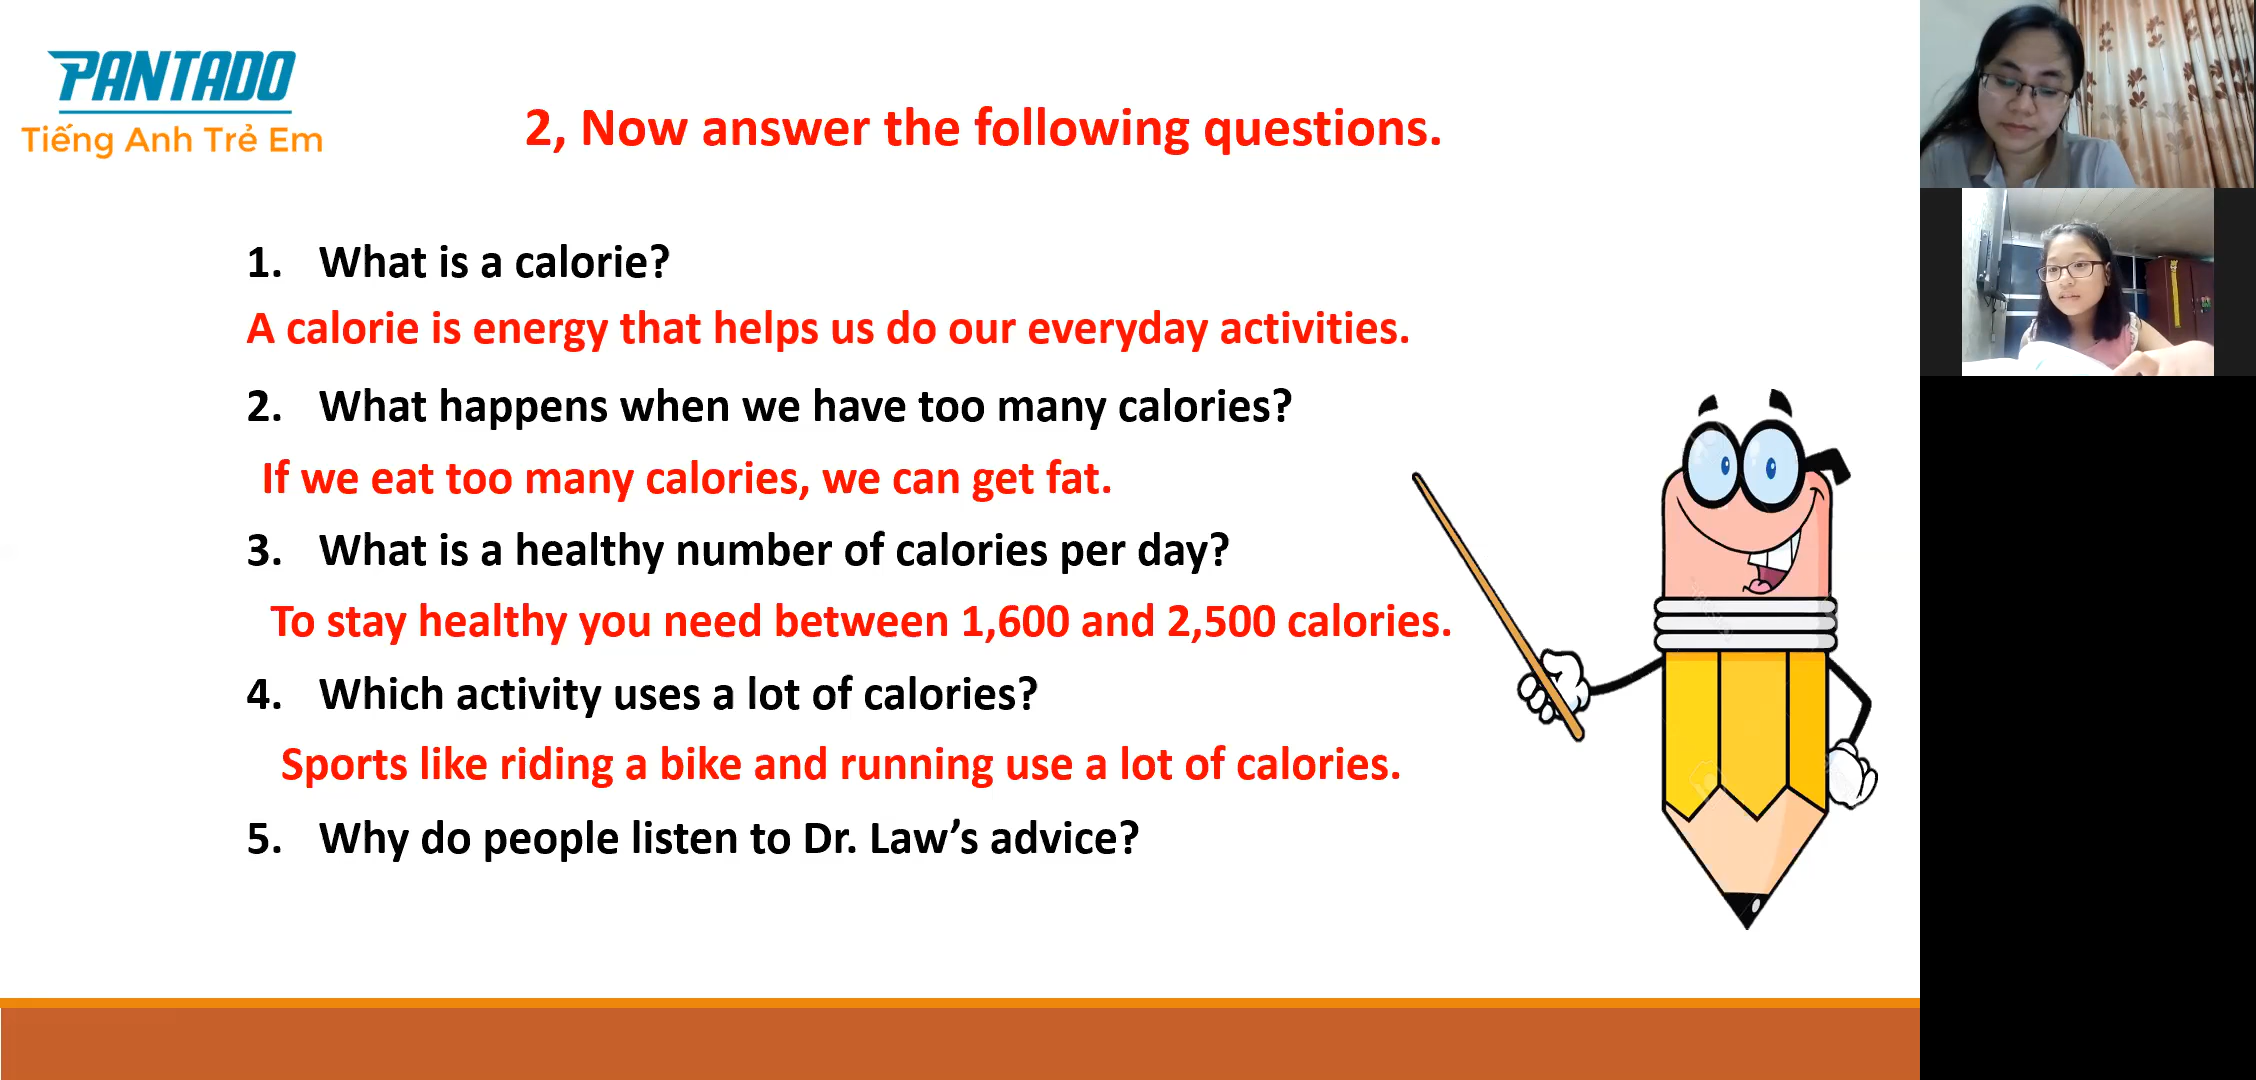 PANTADO
Tiếng Anh Trẻ Em
2, Now answer the following questions.
1. What is a calorie?
A calorie is energy that helps us do our everyday activities.
2. What happens when we have too many calories?
If we eat too many calories, we can get fat.
3. What is a healthy number of calories per day?
To stay healthy you need between 1,600 and 2,500 calories.
4. Which activity uses a lot of calories?
Sports like riding a bike and running use a lot of calories.
5. Why do people listen to Dr. Law’s advice?